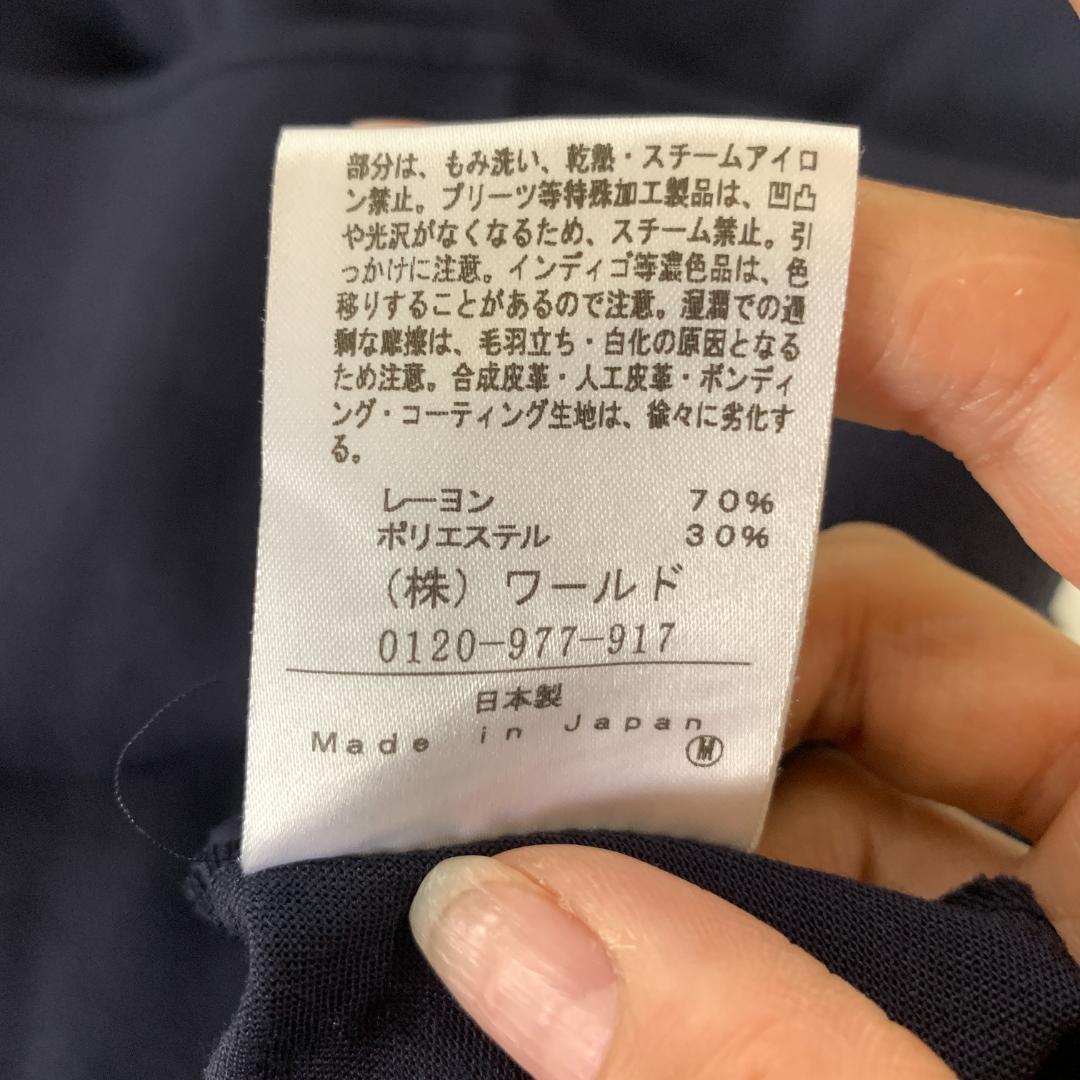 部分は、もみ洗い、乾熱・スチームアイロ
ン禁止。プリーツ等特殊加工製品は、凹凸
や光沢がなくなるため、スチーム禁止。引
っかけに注意。インディゴ等濃色品は、色
移りすることがあるので注意。湿潤での過
剰な摩擦は、毛羽立ち・白化の原因となる
ため注意。合成皮革・人工皮革・ボンディ
ング・コーティング生地は、徐々に劣化す
る。
レーヨン 70%
ポリエステル 30%
(株) ワールド
0120-977-917
日本製
Made in Japan
Ⓜ